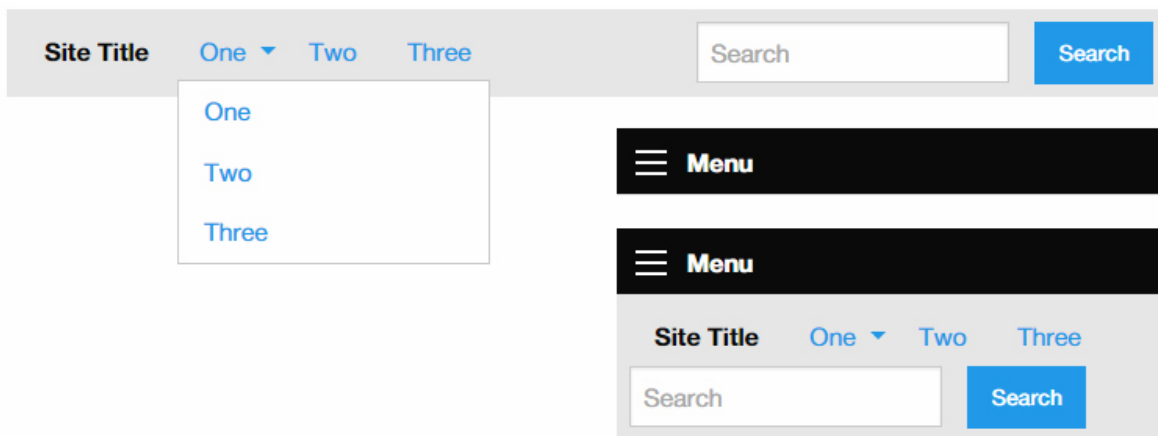 Site Title One Two Three Search Search
One
Two
Three
Menu
Menu
Site Title One Two Three
Search Search